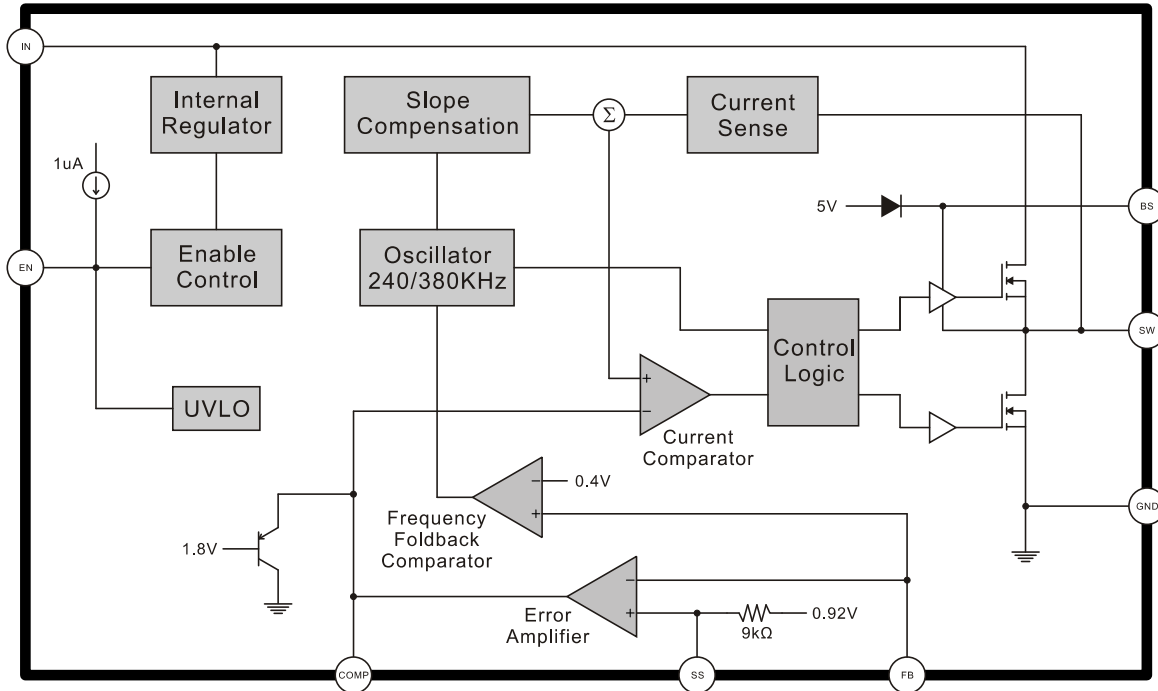 IN
Internal
Regulator
Slope
Compensation
Σ
Current
Sense
1uA
5V
BS
EN
Enable
Control
Oscillator
240/380KHz
SW
Control
Logic
+
−
UVLO
Current
Comparator
−
0.4V
+
GND
Frequency
Foldback
Comparator
1.8V
−
+
0.92V
9kΩ
Error
Amplifier
COMP
SS
FB